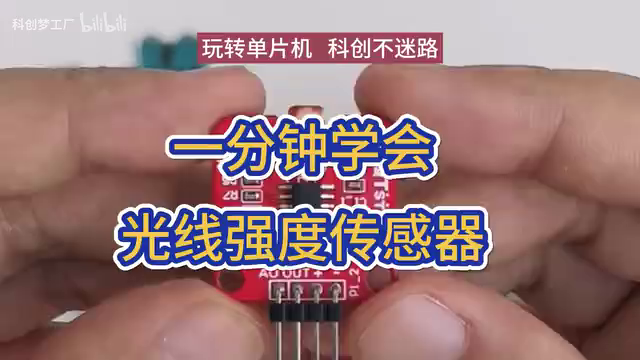 科创梦工厂 bilibili
玩转单片机 科创不迷路
一分钟学会
光线强度传感器
R7
AO OUT + -